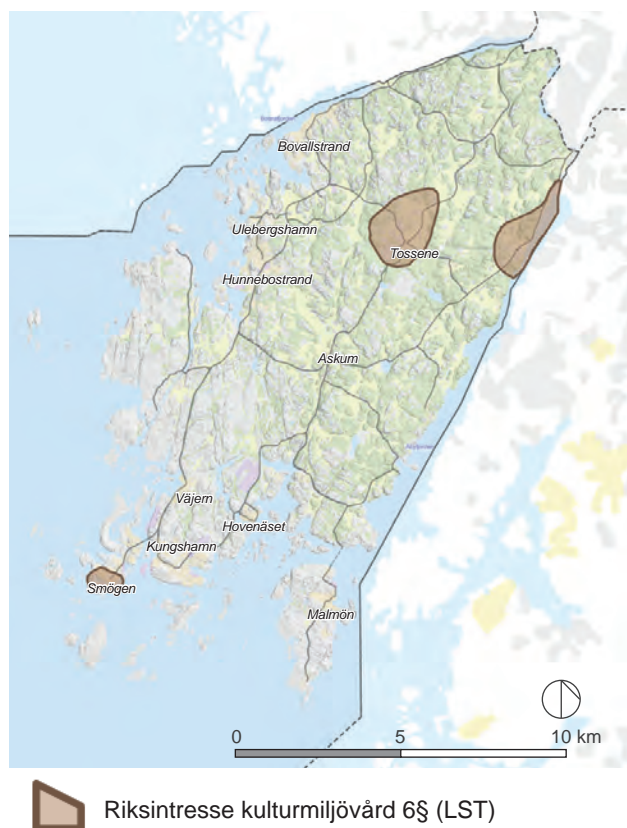 Bovallstrand
Ulebergshamn
Tossene
Hunnebostrand
Askum
Väjern
Hovenäset
Kungshamn
Smögen
Malmön
0 5 10 km
Riksintresse kulturmiljövård 6§ (LST)